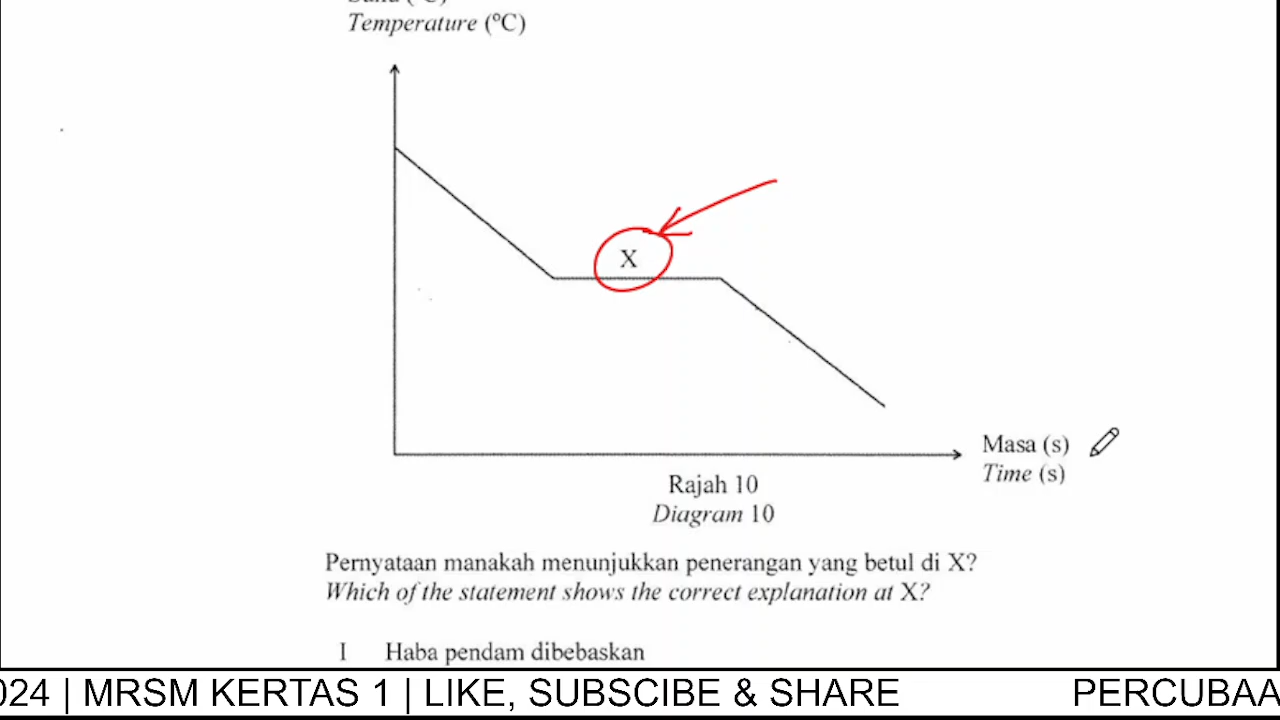 Temperature (°C)
X
Masa (s)
Time (s)
Rajah 10
Diagram 10
Pernyataan manakah menunjukkan penerangan yang betul di X?
Which of the statement shows the correct explanation at X?
I Haba pendam dibebaskan
024 | MRSM KERTAS 1 | LIKE, SUBSCIBE & SHARE PERCUBAA